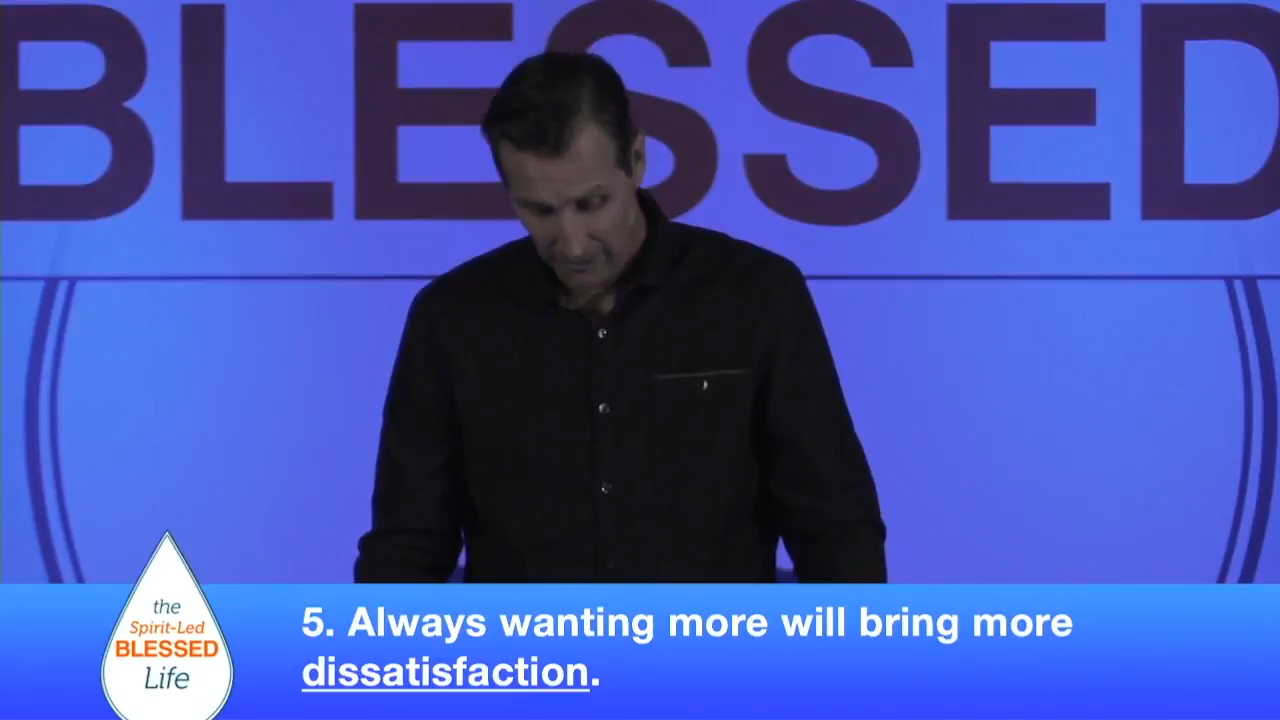 BLESSED
the
Spirit-Led
BLESSED
Life
5. Always wanting more will bring more
dissatisfaction.